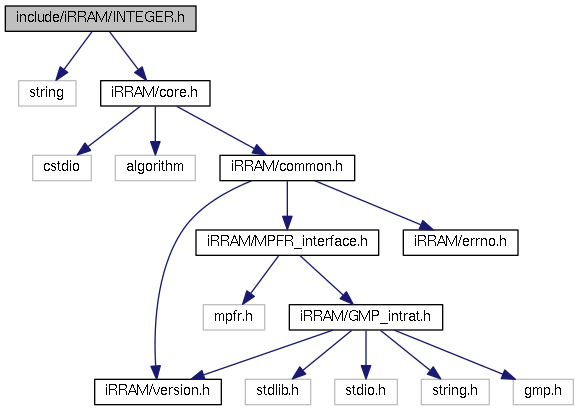 include/iRRAM/INTEGER.h
string
iRRAM/core.h
cstdio
algorithm
iRRAM/common.h
iRRAM/MPFR_interface.h
iRRAM/errno.h
mpfr.h
iRRAM/GMP_intrat.h
iRRAM/version.h
stdlib.h
stdio.h
string.h
gmp.h